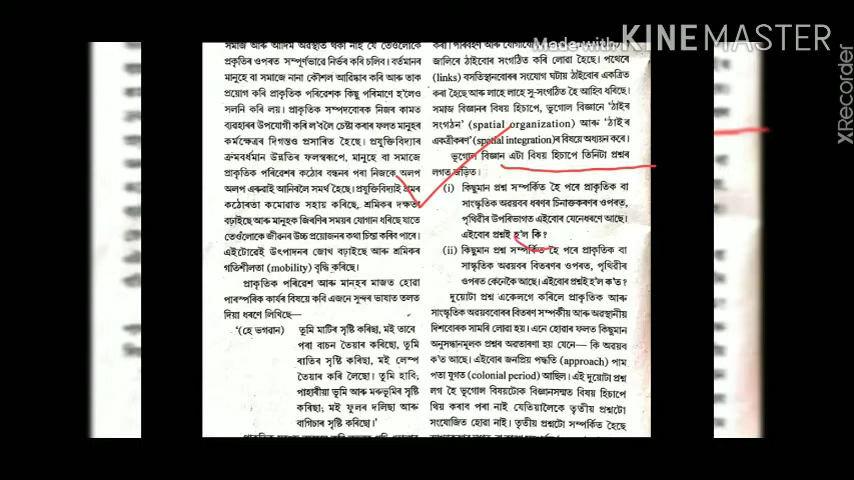 Made with KINEMASTER
XRecorder
সমাজ আৰু আদিম অৱস্থাত থকা নাই যে তেওঁলোকে
প্ৰকৃতিৰ ওপৰত সম্পূৰ্ণভাৱে নিৰ্ভৰ কৰি চলিব। বৰ্তমানৰ
মানুহে বা সমাজে নানা কৌশল আৱিষ্কাৰ কৰি আৰু তাক
প্ৰয়োগ কৰি প্ৰাকৃতিক পৰিৱেশক কিছু পৰিমাণে হ'লেও
সলনি কৰি লয়। প্ৰাকৃতিক সম্পদবোৰক নিজৰ কামত
ব্যৱহাৰৰ উপযোগী কৰি ল'বলৈ চেষ্টা কৰাৰ ফলত মানুহৰ
কৰ্মক্ষেত্ৰৰ দিগন্তও প্ৰসাৰিত হৈছে। প্ৰযুক্তিবিদ্যাৰ
ক্ৰমবৰ্ধমান উন্নতিৰ ফলস্বৰূপে, মানুহে বা সমাজে
প্ৰাকৃতিক পৰিৱেশৰ কঠোৰ বন্ধনৰ পৰা নিজকে অলপ
অলপ একৰাই আনিবলৈ সমৰ্থ হৈছে। প্ৰযুক্তিবিদ্যাই শ্ৰমৰ
কঠোৰতা কমোৱাত সহায় কৰিছে, শ্ৰমিকৰ দক্ষতা
বঢ়াইছে আৰু মানুহক জিৰণিৰ সময়ৰ যোগান ধৰিছে যাতে
তেওঁলোকে জীৱনৰ উচ্চ প্ৰয়োজনৰ কথা চিন্তা কৰিব পাৰে।
এইটোৱেই উৎপাদনৰ জোখ বঢ়াইছে আৰু শ্ৰমিকৰ
গতিশীলতা (mobility) বৃদ্ধি কৰিছে।
প্ৰাকৃতিক পৰিৱেশ আৰু মানুহৰ মাজত হোৱা
পাৰস্পৰিক কাৰ্যৰ বিষয়ে কবি এজনে সুন্দৰ ভাষাত তলত
দিয়া ধৰণে লিখিছে—
'(হে ভগৱান) তুমি মাটিৰ সৃষ্টি কৰিছা, মই তাৰে
পৰা বাচন তৈয়াৰ কৰিছো, তুমি
ৰাতিৰ সৃষ্টি কৰিছা, মই লেম্প
তৈয়াৰ কৰি লৈছো। তুমি হাবি;
পাহাৰীয়া ভূমি আৰু মৰুভূমিৰ সৃষ্টি
কৰিছা; মই ফুলৰ দলিছা আৰু
বাগিচাৰ সৃষ্টি কৰিছো।'
কৰা। পৰিবহণ আৰু
জালিৰে ঠাইবোৰ সংগঠিত কৰি লোৱা হৈছে। পথেৰে
(links) বসতিস্থানবোৰৰ সংযোগ ঘটায় ঠাইবোৰ একত্ৰিত
কৰা হৈছে আৰু লাহে লাহে সু-সংগঠিত হৈ আহিব ধৰিছে।
সমাজ বিজ্ঞানৰ বিষয় হিচাপে, ভূগোল বিজ্ঞানে 'ঠাইৰ
সংগঠন' (spatial organization) আৰু 'ঠাইৰ
একত্ৰীকৰণ' (spatial integration)ৰ বিষয়ে অধ্যয়ন কৰে।
ভূগোল বিজ্ঞান এটা বিষয় হিচাপে তিনিটা প্ৰশ্নৰ
লগত জড়িত।
(i) কিছুমান প্ৰশ্ন সম্পৰ্কিত হৈ পৰে প্ৰাকৃতিক বা
সাংস্কৃতিক অৱয়বৰ ধৰণৰ চিনাক্তকৰণৰ ওপৰত,
পৃথিৱীৰ উপৰিভাগত এইবোৰ যেনেধৰণে আছে।
এইবোৰ প্ৰশ্নই হ'ল কি?
(ii) কিছুমান প্ৰশ্ন সম্পৰ্কিত হৈ পৰে প্ৰাকৃতিক বা
সাংস্কৃতিক অৱয়বৰ বিতৰণৰ ওপৰত, পৃথিৱীৰ
ওপৰত কেনেকৈ আছে। এইবোৰ প্ৰশ্নই হ'ল ক'ত?
দুয়োটা প্ৰশ্ন একেলগে কৰিলে প্ৰাকৃতিক আৰু
সাংস্কৃতিক অৱয়ববোৰৰ বিতৰণ সম্পৰ্কীয় আৰু অৱস্থানীয়
দিশবোৰক সামৰি লোৱা হয়। এনে হোৱাৰ ফলত কিছুমান
অনুসন্ধানমূলক প্ৰশ্নৰ অৱতাৰণা হয় যেনে— কি অৱয়ব
ক'ত আছে। এইবোৰ জনপ্ৰিয় পদ্ধতি (approach) পাম
পতা যুগত (colonial period) আছিল। এই দুয়োটা প্ৰশ্ন
লগ হৈ ভূগোল বিষয়টোক বিজ্ঞানসন্মত বিষয় হিচাপে
থিয় কৰাব পৰা নাই যেতিয়ালৈকে তৃতীয় প্ৰশ্নটো
সংযোজিত হোৱা নাই। তৃতীয় প্ৰশ্নটো সম্পৰ্কিত হৈছে